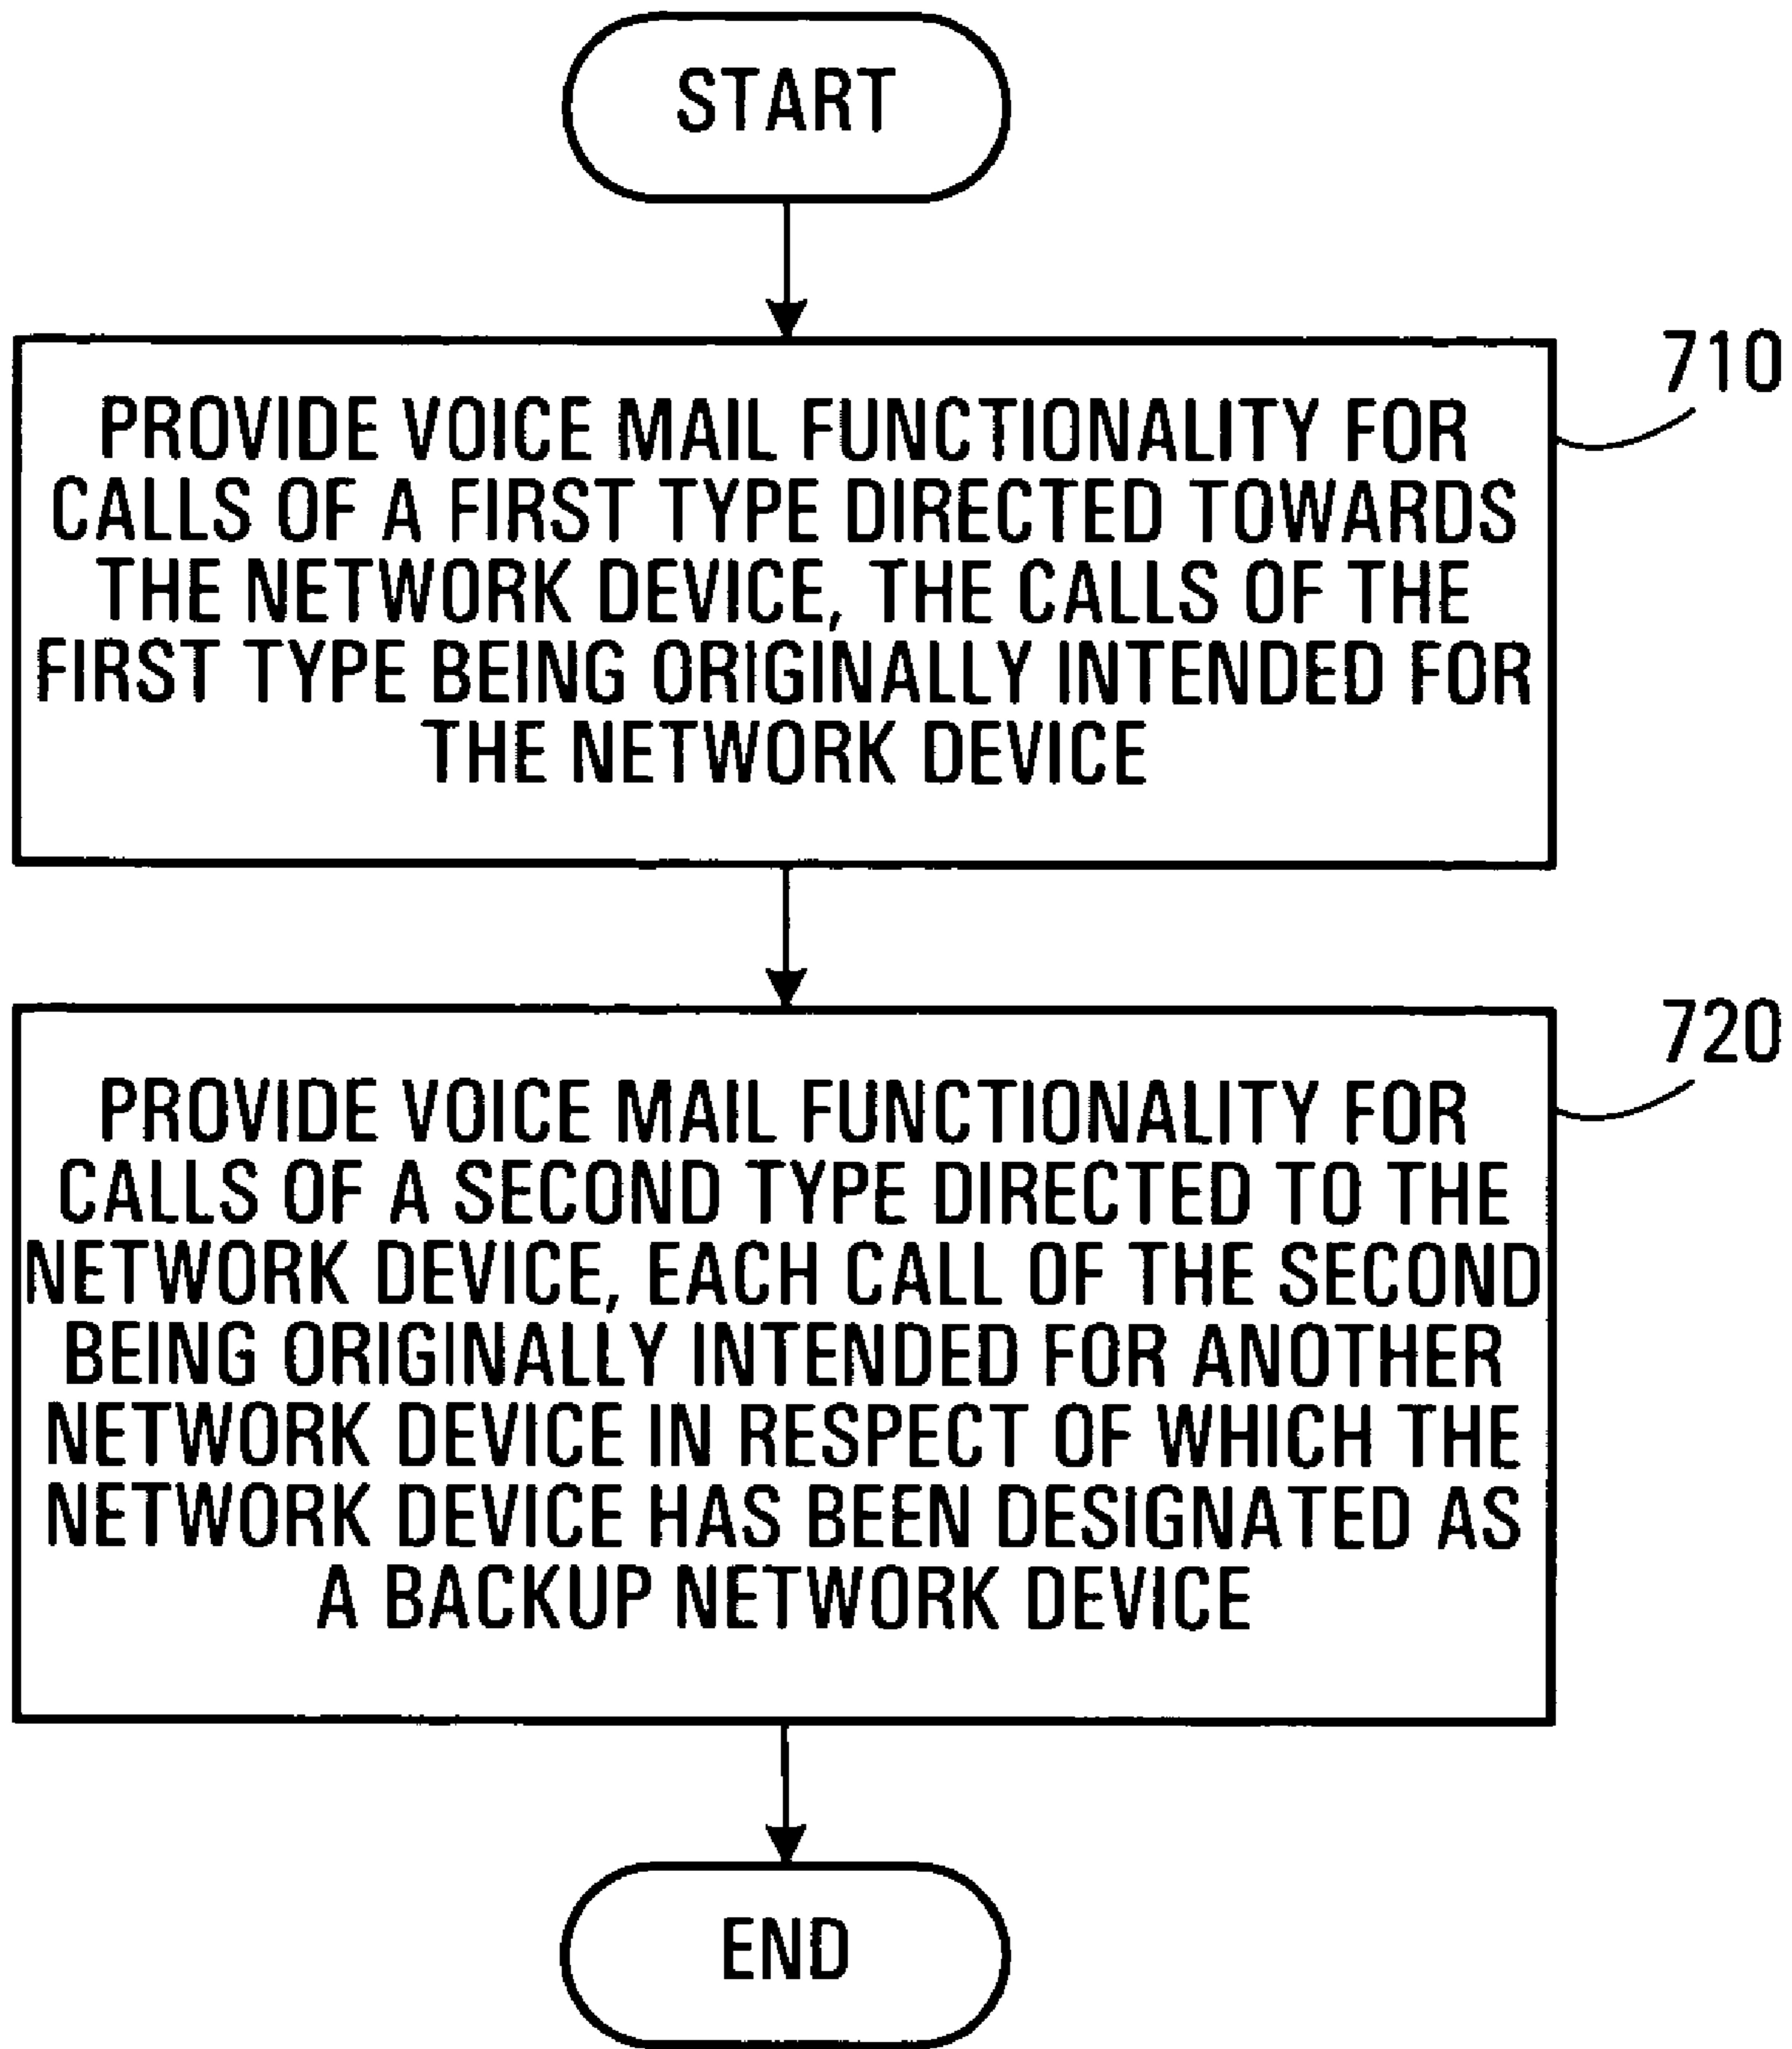 START
710
PROVIDE VOICE MAIL FUNCTIONALITY FOR
CALLS OF A FIRST TYPE DIRECTED TOWARDS
THE NETWORK DEVICE, THE CALLS OF THE
FIRST TYPE BEING ORIGINALLY INTENDED FOR
THE NETWORK DEVICE
720
PROVIDE VOICE MAIL FUNCTIONALITY FOR
CALLS OF A SECOND TYPE DIRECTED TO THE
NETWORK DEVICE, EACH CALL OF THE SECOND
BEING ORIGINALLY INTENDED FOR ANOTHER
NETWORK DEVICE IN RESPECT OF WHICH THE
NETWORK DEVICE HAS BEEN DESIGNATED AS
A BACKUP NETWORK DEVICE
END